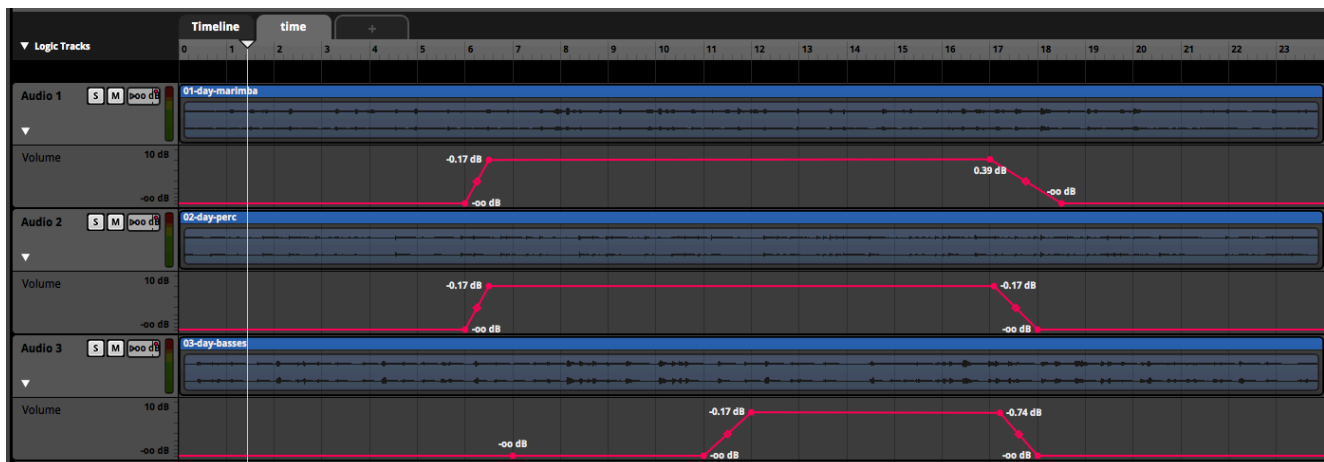 Timeline time +
▼ Logic Tracks 0 1 2 3 4 5 6 7 8 9 10 11 12 13 14 15 16 17 18 19 20 21 22 23
Audio 1 S M -oo dB 01-day-marimba
Volume 10 dB -0.17 dB 0.39 dB -oo dB
-oo dB -oo dB
Audio 2 S M -oo dB 02-day-perc
Volume 10 dB -0.17 dB -0.17 dB
-oo dB -oo dB -oo dB
Audio 3 S M -oo dB 03-day-basses
Volume 10 dB -0.17 dB -0.74 dB
-oo dB -oo dB -oo dB -oo dB